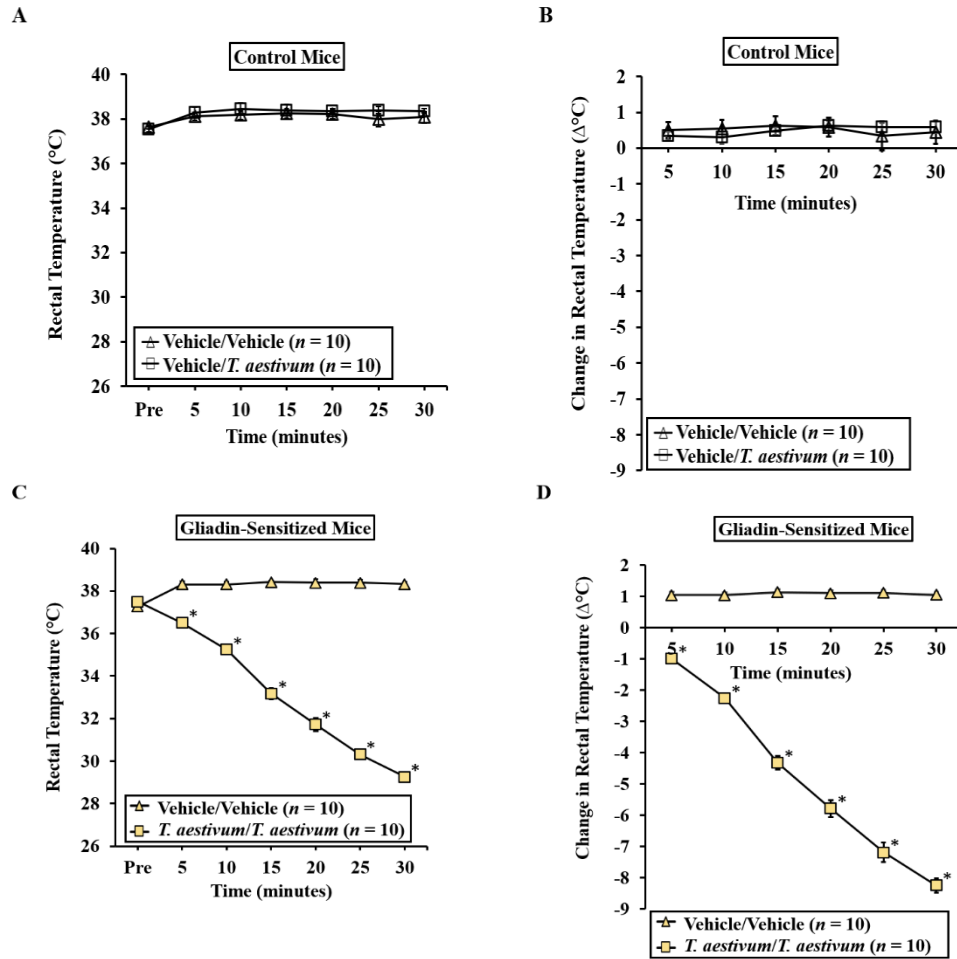 A
Control Mice
Rectal Temperature (°C)
40
38
36
34
32
30
28
26
Vehicle/Vehicle (n = 10)
Vehicle/T. aestivum (n = 10)
Pre 5 10 15 20 25 30
Time (minutes)
B
Control Mice
Change in Rectal Temperature (Δ°C)
2
1
0
-1
-2
-3
-4
-5
-6
-7
-8
-9
5 10 15 20 25 30
Time (minutes)
Vehicle/Vehicle (n = 10)
Vehicle/T. aestivum (n = 10)
C
Gliadin-Sensitized Mice
Rectal Temperature (°C)
40
38
36
34
32
30
28
26
* * * * * *
Vehicle/Vehicle (n = 10)
T. aestivum/T. aestivum (n = 10)
Pre 5 10 15 20 25 30
Time (minutes)
D
Gliadin-Sensitized Mice
Change in Rectal Temperature (Δ°C)
2
1
0
-1
-2
-3
-4
-5
-6
-7
-8
-9
5 10 15 20 25 30
Time (minutes)
* * * * * *
Vehicle/Vehicle (n = 10)
T. aestivum/T. aestivum (n = 10)